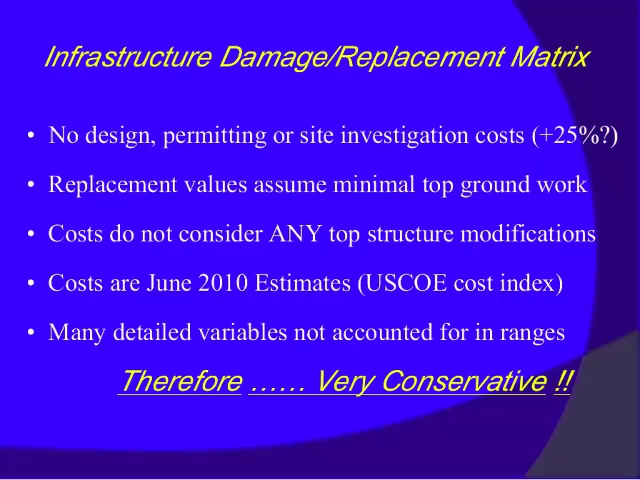 Infrastructure Damage/Replacement Matrix
• No design, permitting or site investigation costs (+25%?)
• Replacement values assume minimal top ground work
• Costs do not consider ANY top structure modifications
• Costs are June 2010 Estimates (USCOE cost index)
• Many detailed variables not accounted for in ranges
Therefore …… Very Conservative !!